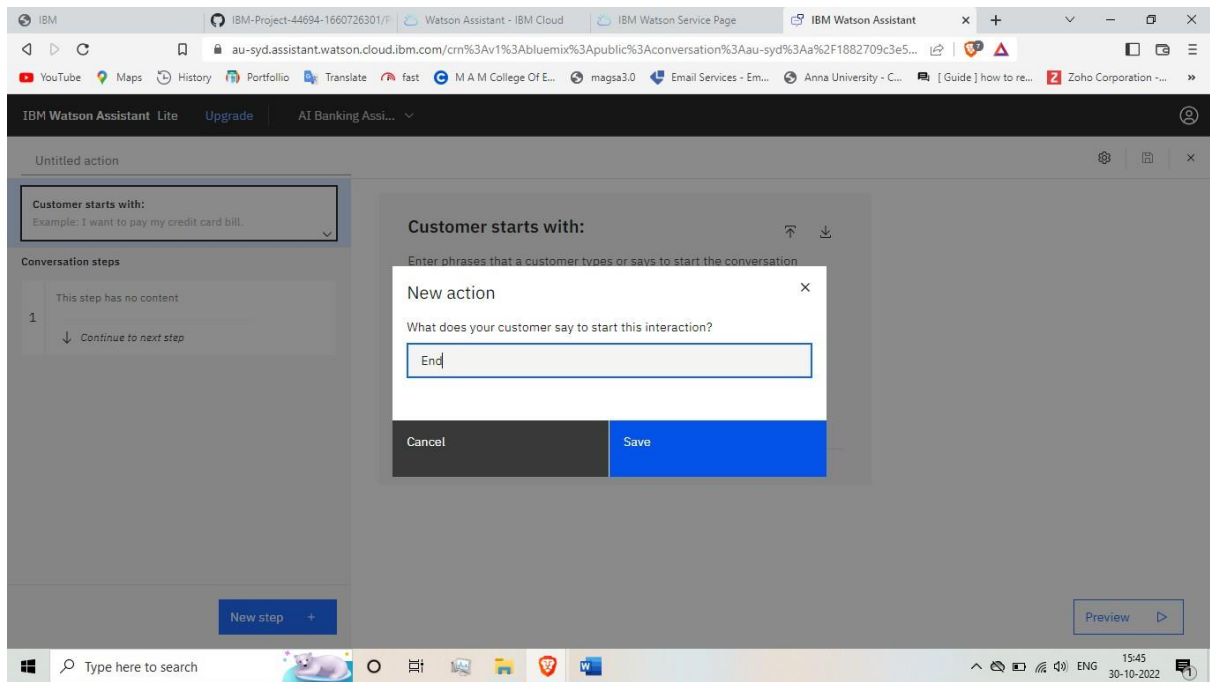 IBM
IBM-Project-44694-1660726301/F
Watson Assistant - IBM Cloud
IBM Watson Service Page
IBM Watson Assistant
au-syd.assistant.watson.cloud.ibm.com/crn%3Av1%3Abluemix%3Apublic%3Aconversation%3Aau-syd%3Aa%2F1882709c3e5...
YouTube
Maps
History
Portfollio
Translate
fast
M A M College Of E...
magsa3.0
Email Services - Em...
Anna University - C...
[ Guide ] how to re...
Zoho Corporation -...
IBM Watson Assistant Lite
Upgrade
AI Banking Assi...
Untitled action
Customer starts with:
Example: I want to pay my credit card bill.
Conversation steps
1
This step has no content
Continue to next step
New step +
Customer starts with:
Enter phrases that a customer types or says to start the conversation
New action
What does your customer say to start this interaction?
End
Cancel
Save
Preview
Type here to search
ENG
15:45
30-10-2022
1